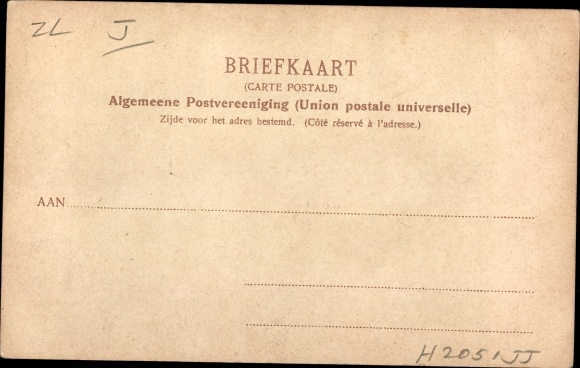 ZL J
BRIEFKAART
(CARTE POSTALE)
Algemeene Postvereeniging (Union postale universelle)
Zijde voor het adres bestemd. (Côté réservé à l'adresse.)
AAN
H2051JJ